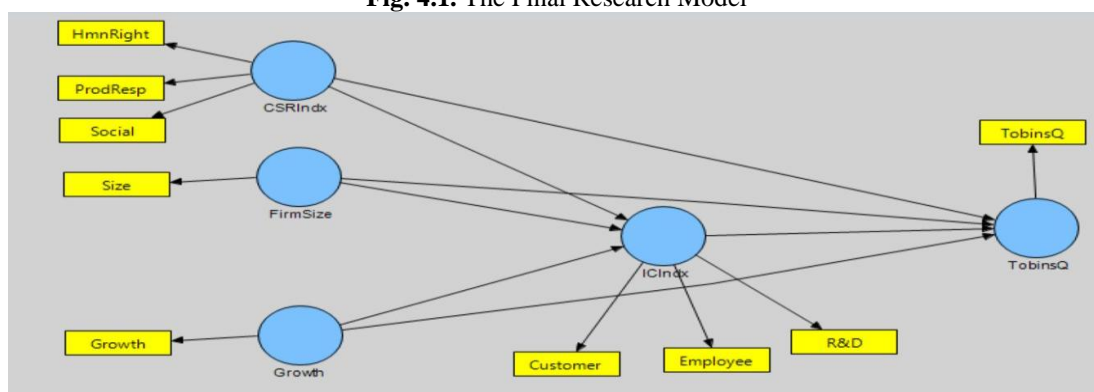 Fig. 4.1. The Final Research Model
HmnRight
ProdResp
Social
CSRIndx
TobinsQ
Size
FirmSize
ICIndx
TobinsQ
Growth
Growth
Customer
Employee
R&D